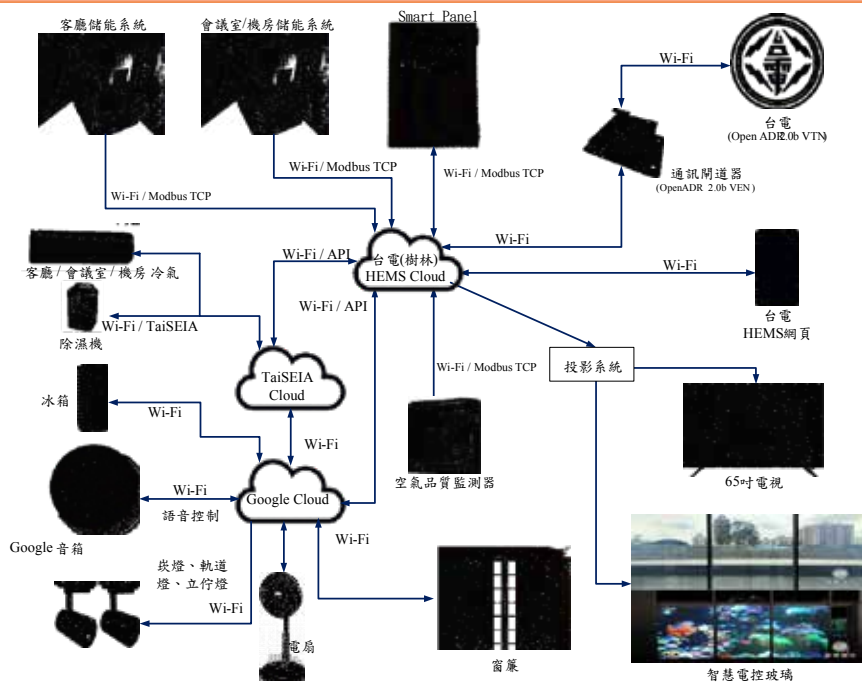 客廳儲能系統
會議室/機房儲能系統
Smart Panel
Wi-Fi
台電
(Open ADR2.0b VTN)
通訊閘道器
(OpenADR 2.0b VEN)
Wi-Fi / Modbus TCP
Wi-Fi / Modbus TCP
Wi-Fi / Modbus TCP
Wi-Fi
Wi-Fi / API
台電(樹林)
HEMS Cloud
Wi-Fi
客廳 / 會議室 / 機房 冷氣
Wi-Fi / API
台電
HEMS網頁
Wi-Fi / TaiSEIA
除濕機
TaiSEIA
Cloud
Wi-Fi / Modbus TCP
投影系統
冰箱
Wi-Fi
Wi-Fi
空氣品質監測器
65吋電視
Wi-Fi
語音控制
Google Cloud
Google 音箱
Wi-Fi
崁燈、軌道
燈、立佇燈
Wi-Fi
電扇
窗簾
智慧電控玻璃